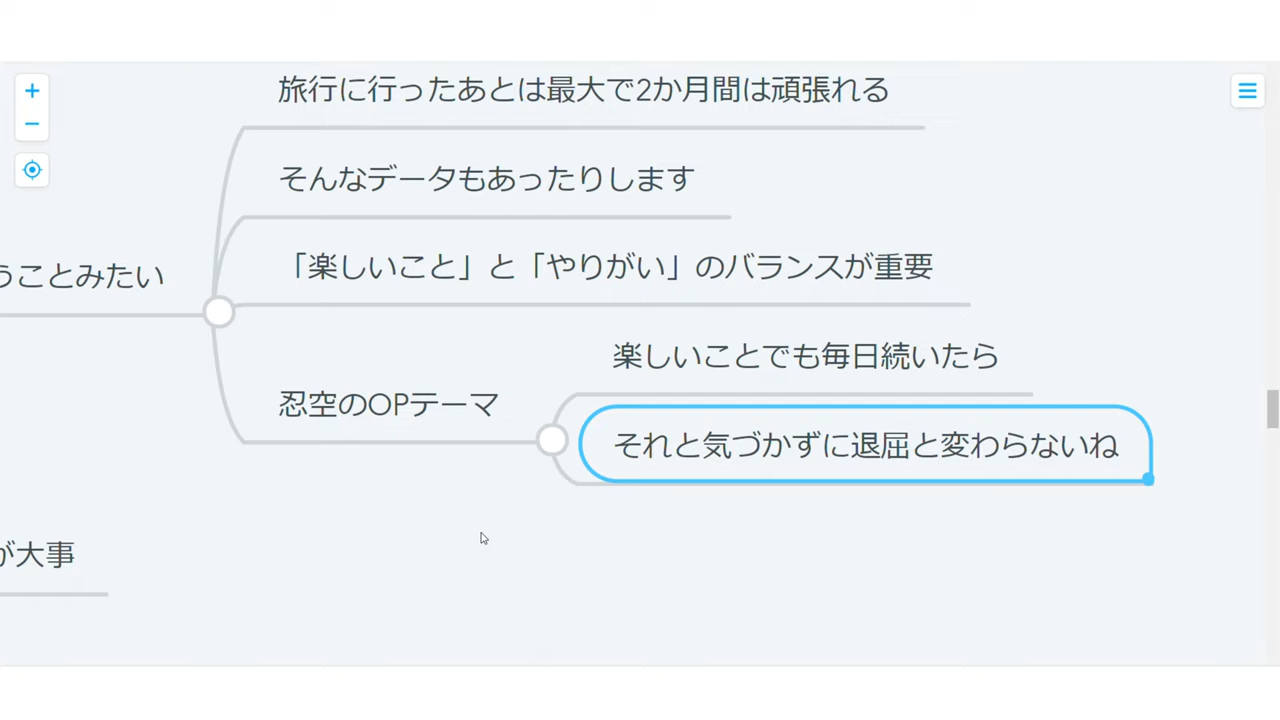 旅行に行ったあとは最大で2か月間は頑張れる
そんなデータもあったりします
うことみたい
「楽しいこと」と「やりがい」のバランスが重要
楽しいことでも毎日続いたら
忍空のOPテーマ
それと気づかずに退屈と変わらないね
が大事